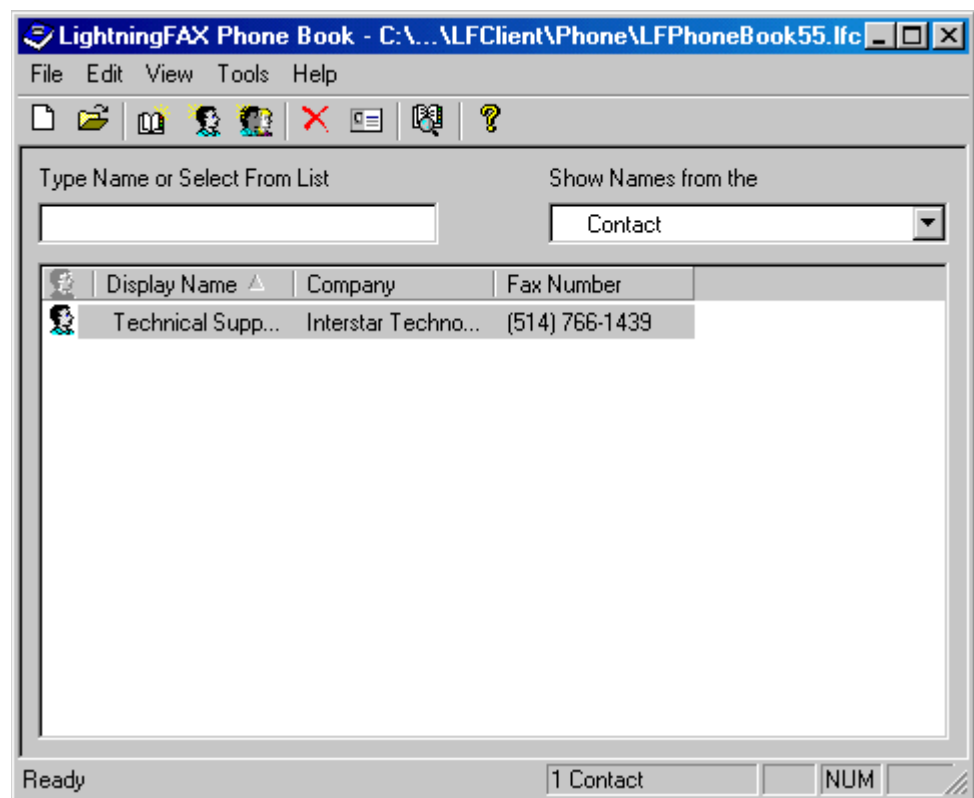 LightningFAX Phone Book - C:\...\LFClient\Phone\LFPhoneBook55.lfc
File Edit View Tools Help
Type Name or Select From List Show Names from the
Contact
Display Name Company Fax Number
Technical Supp... Interstar Techno... (514) 766-1439
Ready 1 Contact NUM